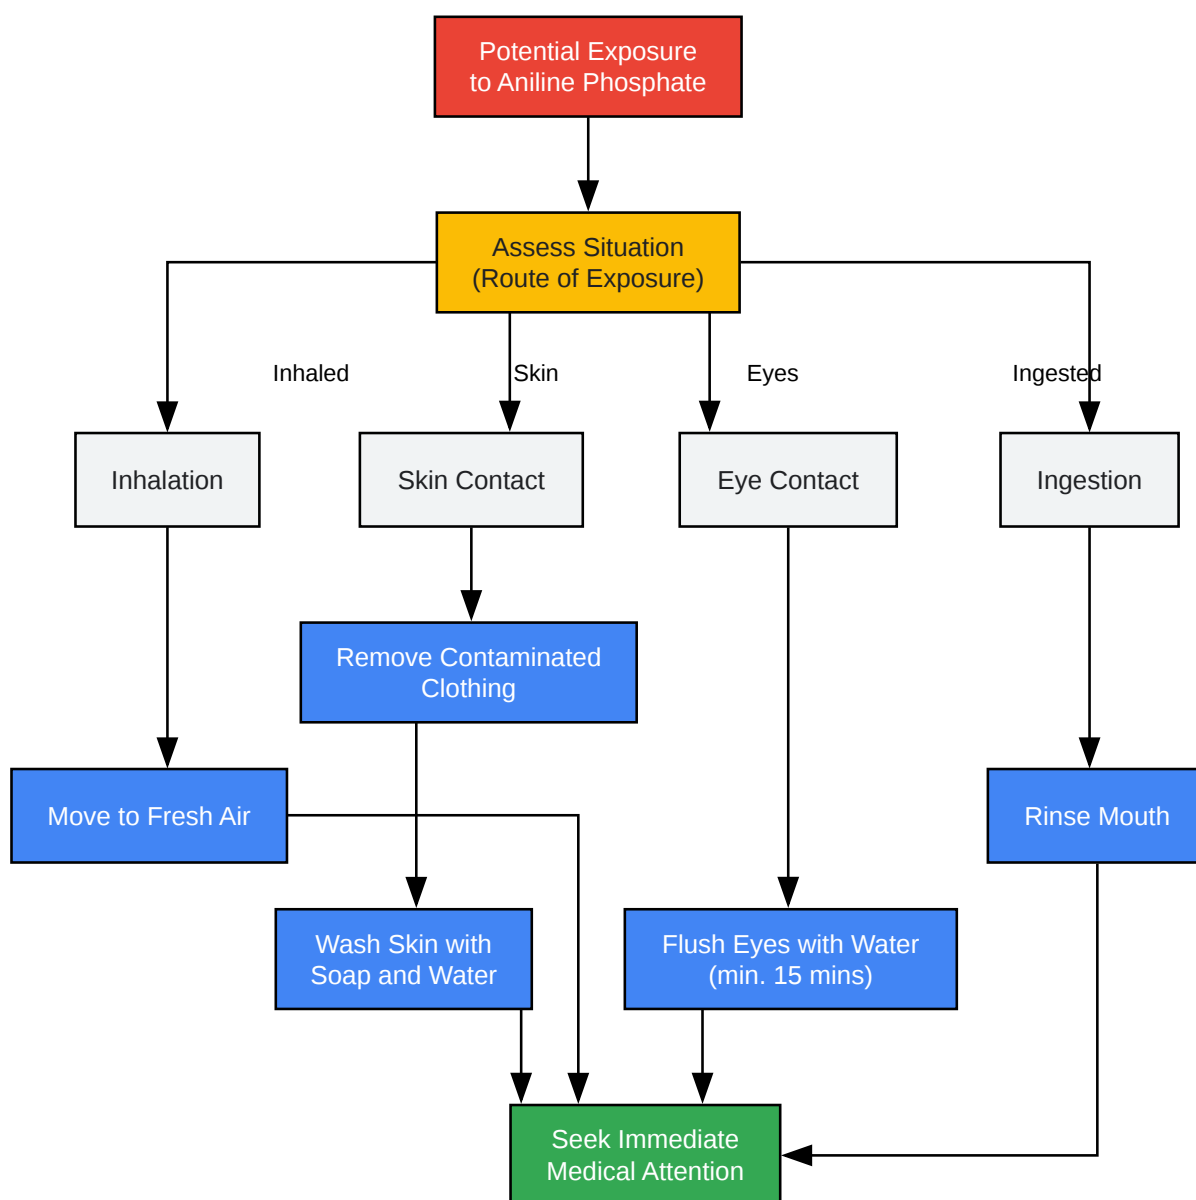 Potential Exposure
to Aniline Phosphate
Assess Situation
(Route of Exposure)
Inhaled
Skin
Eyes
Ingested
Inhalation
Skin Contact
Eye Contact
Ingestion
Remove Contaminated
Clothing
Move to Fresh Air
Rinse Mouth
Wash Skin with
Soap and Water
Flush Eyes with Water
(min. 15 mins)
Seek Immediate
Medical Attention